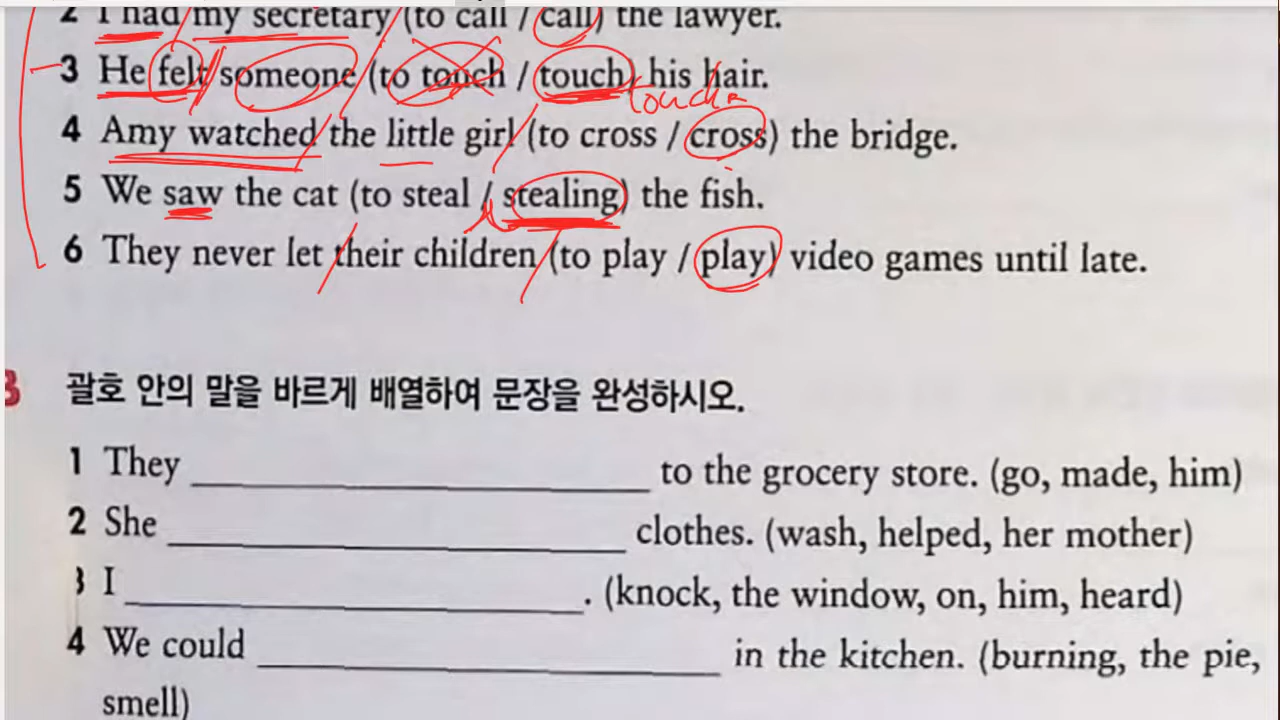 2 I had my secretary (to call / call) the lawyer.
3 He felt someone (to touch / touch) his hair.
touch
4 Amy watched the little girl (to cross / cross) the bridge.
5 We saw the cat (to steal / stealing) the fish.
6 They never let their children (to play / play) video games until late.
B 괄호 안의 말을 바르게 배열하여 문장을 완성하시오.
1 They ______ to the grocery store. (go, made, him)
2 She ______ clothes. (wash, helped, her mother)
3 I ______. (knock, the window, on, him, heard)
4 We could ______ in the kitchen. (burning, the pie,
smell)